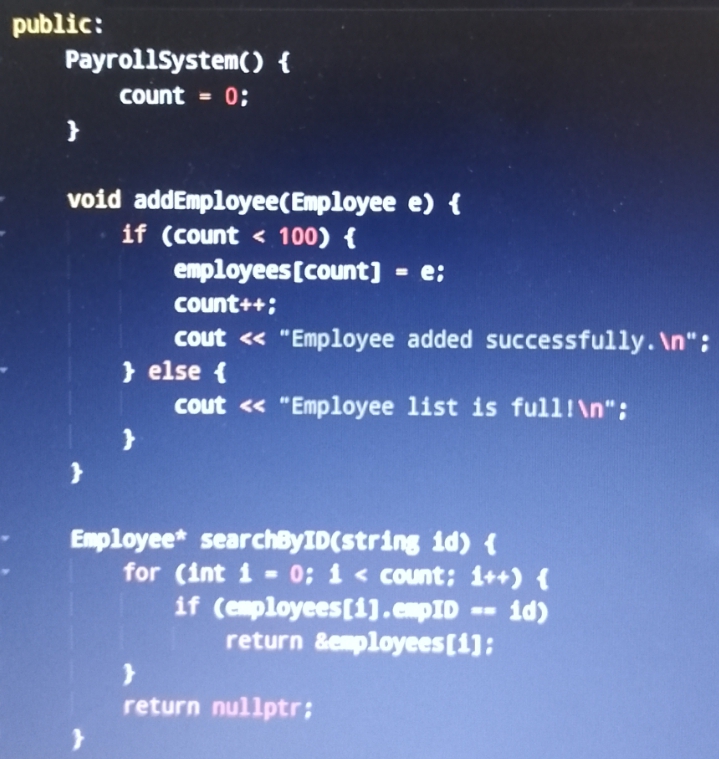 public:
    PayrollSystem() {
        count = 0;
    }

    void addEmployee(Employee e) {
        if (count < 100) {
            employees[count] = e;
            count++;
            cout << "Employee added successfully.\n";
        } else {
            cout << "Employee list is full!\n";
        }
    }

    Employee* searchByID(string id) {
        for (int i = 0; i < count; i++) {
            if (employees[i].empID == id)
                return &employees[i];
        }
        return nullptr;
    }